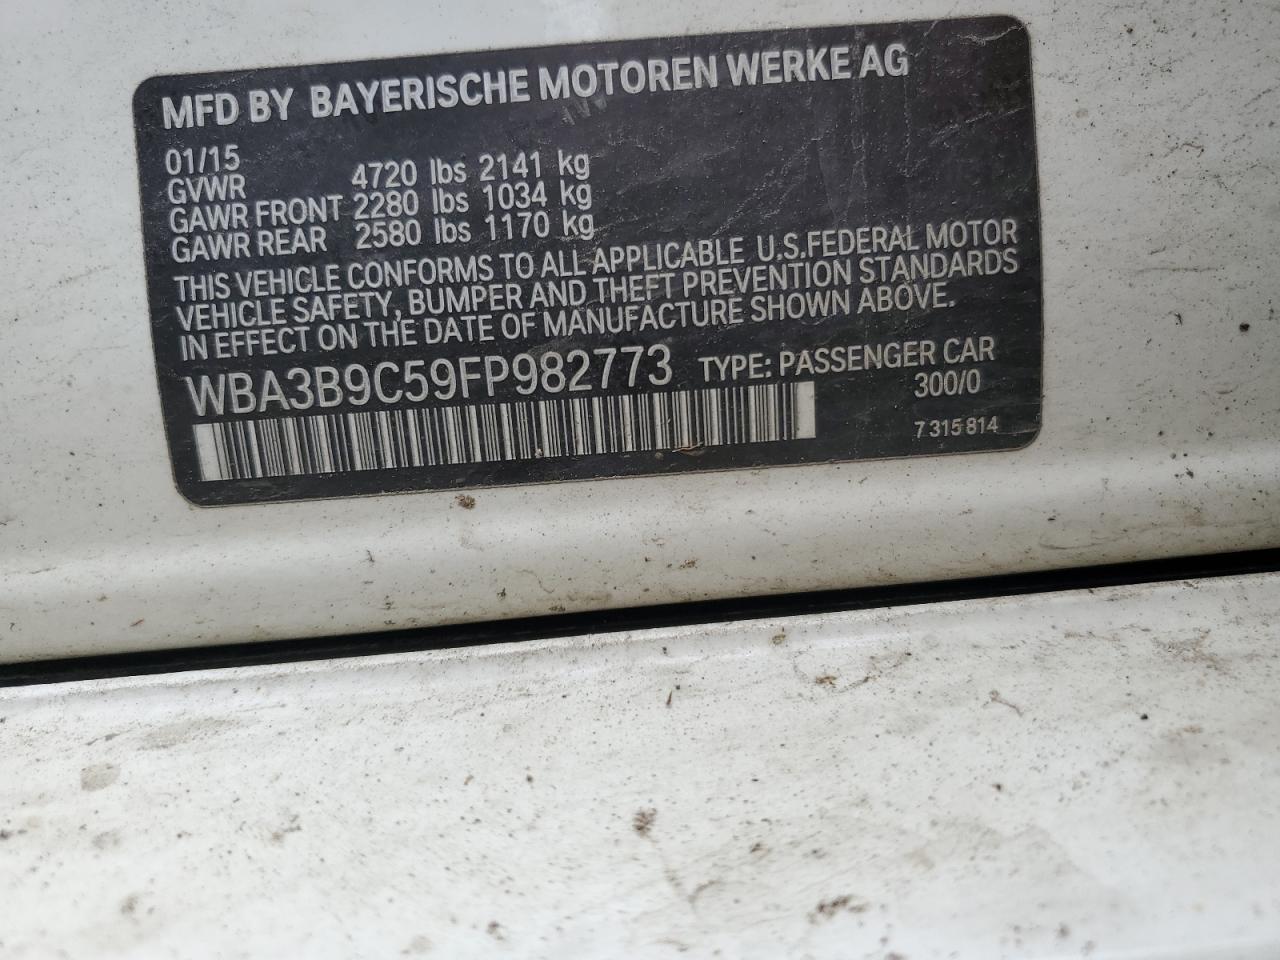 MFD BY BAYERISCHE MOTOREN WERKE AG
01/15
GVWR 4720 lbs 2141 kg
GAWR FRONT 2280 lbs 1034 kg
GAWR REAR 2580 lbs 1170 kg
THIS VEHICLE CONFORMS TO ALL APPLICABLE U.S.FEDERAL MOTOR
VEHICLE SAFETY, BUMPER AND THEFT PREVENTION STANDARDS
IN EFFECT ON THE DATE OF MANUFACTURE SHOWN ABOVE.
WBA3B9C59FP982773 TYPE: PASSENGER CAR
300/0
7 315 814